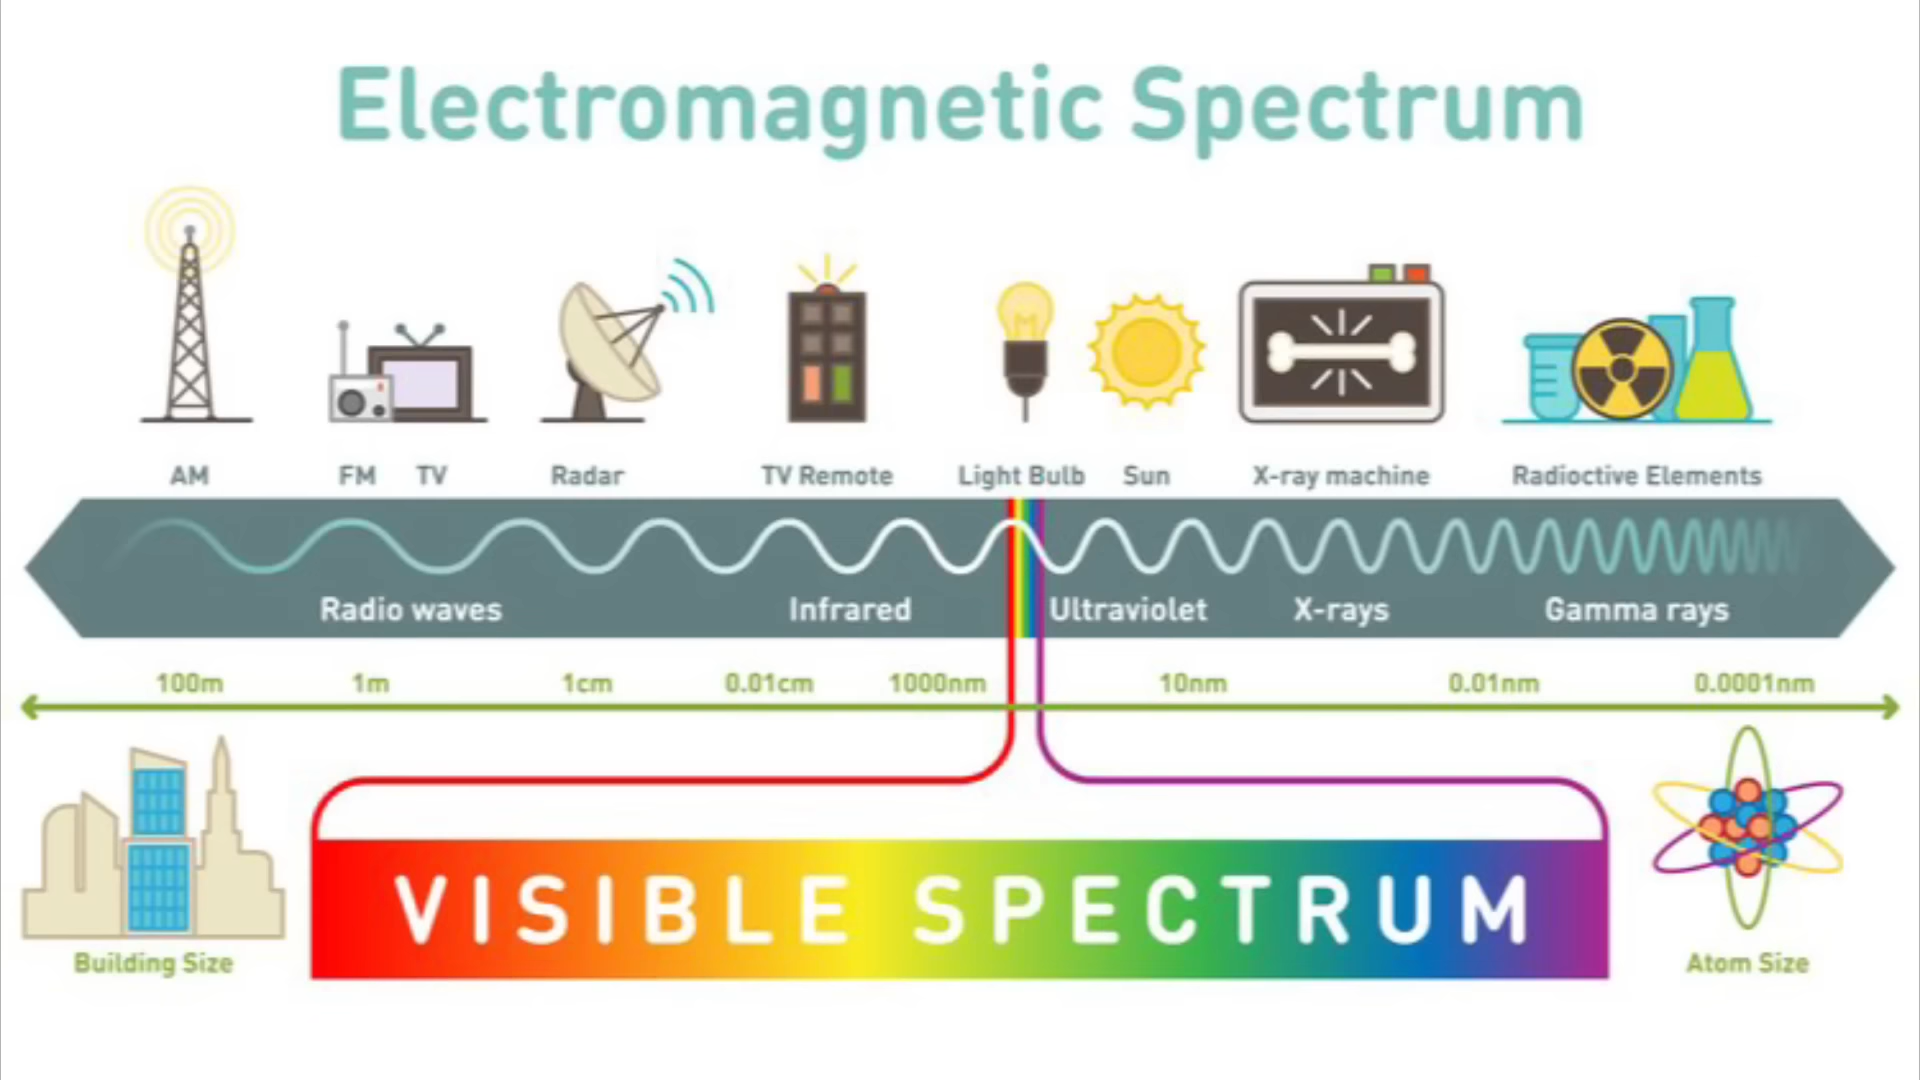 Electromagnetic Spectrum
AM FM TV Radar TV Remote Light Bulb Sun X-ray machine Radioctive Elements
Radio waves Infrared Ultraviolet X-rays Gamma rays
100m 1m 1cm 0.01cm 1000nm 10nm 0.01nm 0.0001nm
VISIBLE SPECTRUM
Building Size Atom Size